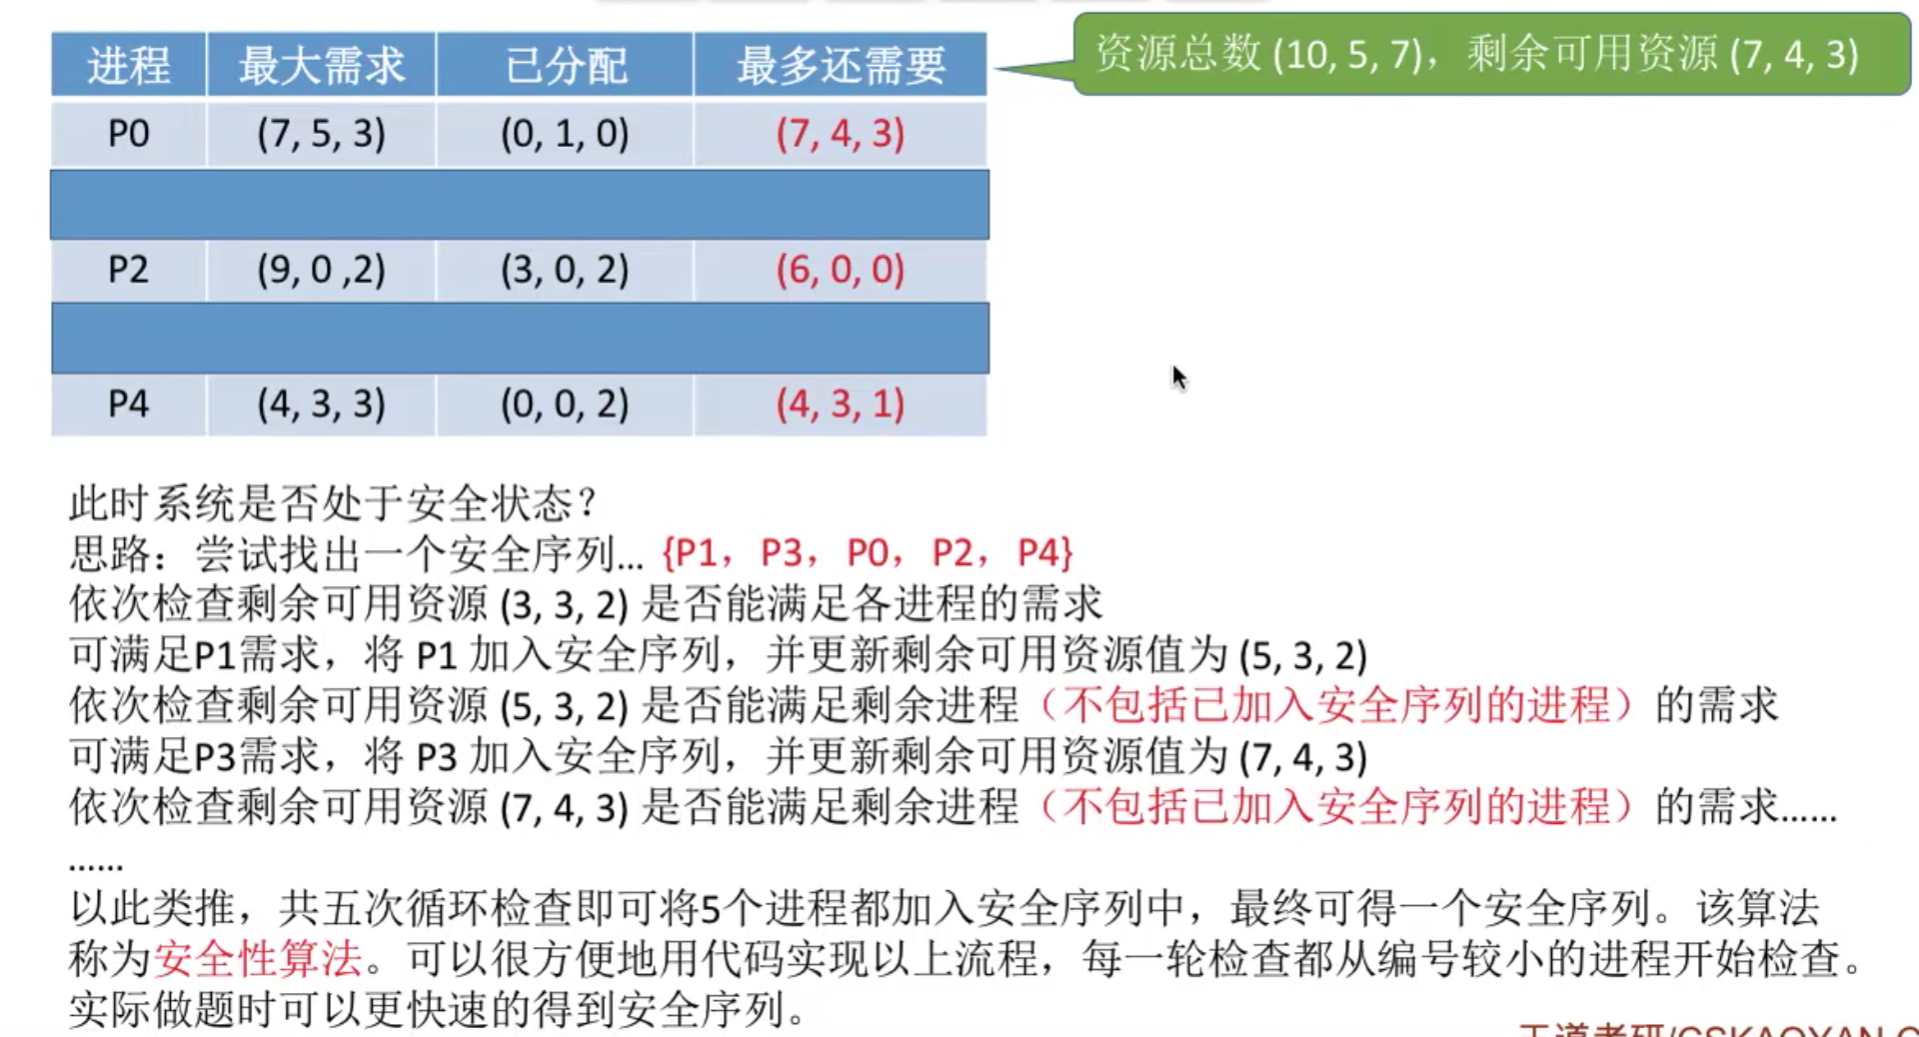 进程 最大需求 已分配 最多还需要
资源总数 (10, 5, 7)，剩余可用资源 (7, 4, 3)
P0 (7, 5, 3) (0, 1, 0) (7, 4, 3)
P2 (9, 0 ,2) (3, 0, 2) (6, 0, 0)
P4 (4, 3, 3) (0, 0, 2) (4, 3, 1)
此时系统是否处于安全状态？
思路：尝试找出一个安全序列... {P1，P3，P0，P2，P4}
依次检查剩余可用资源 (3, 3, 2) 是否能满足各进程的需求
可满足P1需求，将 P1 加入安全序列，并更新剩余可用资源值为 (5, 3, 2)
依次检查剩余可用资源 (5, 3, 2) 是否能满足剩余进程（不包括已加入安全序列的进程）的需求
可满足P3需求，将 P3 加入安全序列，并更新剩余可用资源值为 (7, 4, 3)
依次检查剩余可用资源 (7, 4, 3) 是否能满足剩余进程（不包括已加入安全序列的进程）的需求......
......
以此类推，共五次循环检查即可将5个进程都加入安全序列中，最终可得一个安全序列。该算法
称为安全性算法。可以很方便地用代码实现以上流程，每一轮检查都从编号较小的进程开始检查。
实际做题时可以更快速的得到安全序列。
王道考研/CSKAOYAN.C